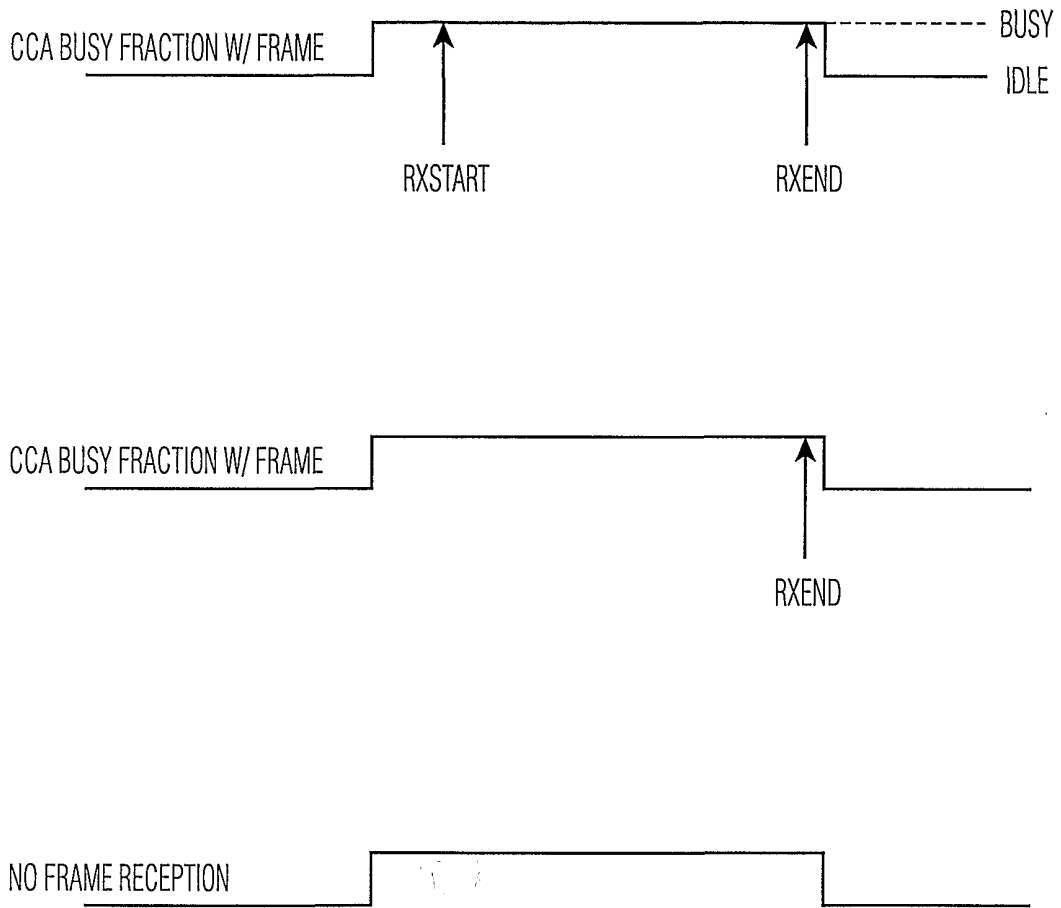 CCA BUSY FRACTION W/ FRAME
BUSY
IDLE
RXSTART
RXEND
CCA BUSY FRACTION W/ FRAME
RXEND
NO FRAME RECEPTION